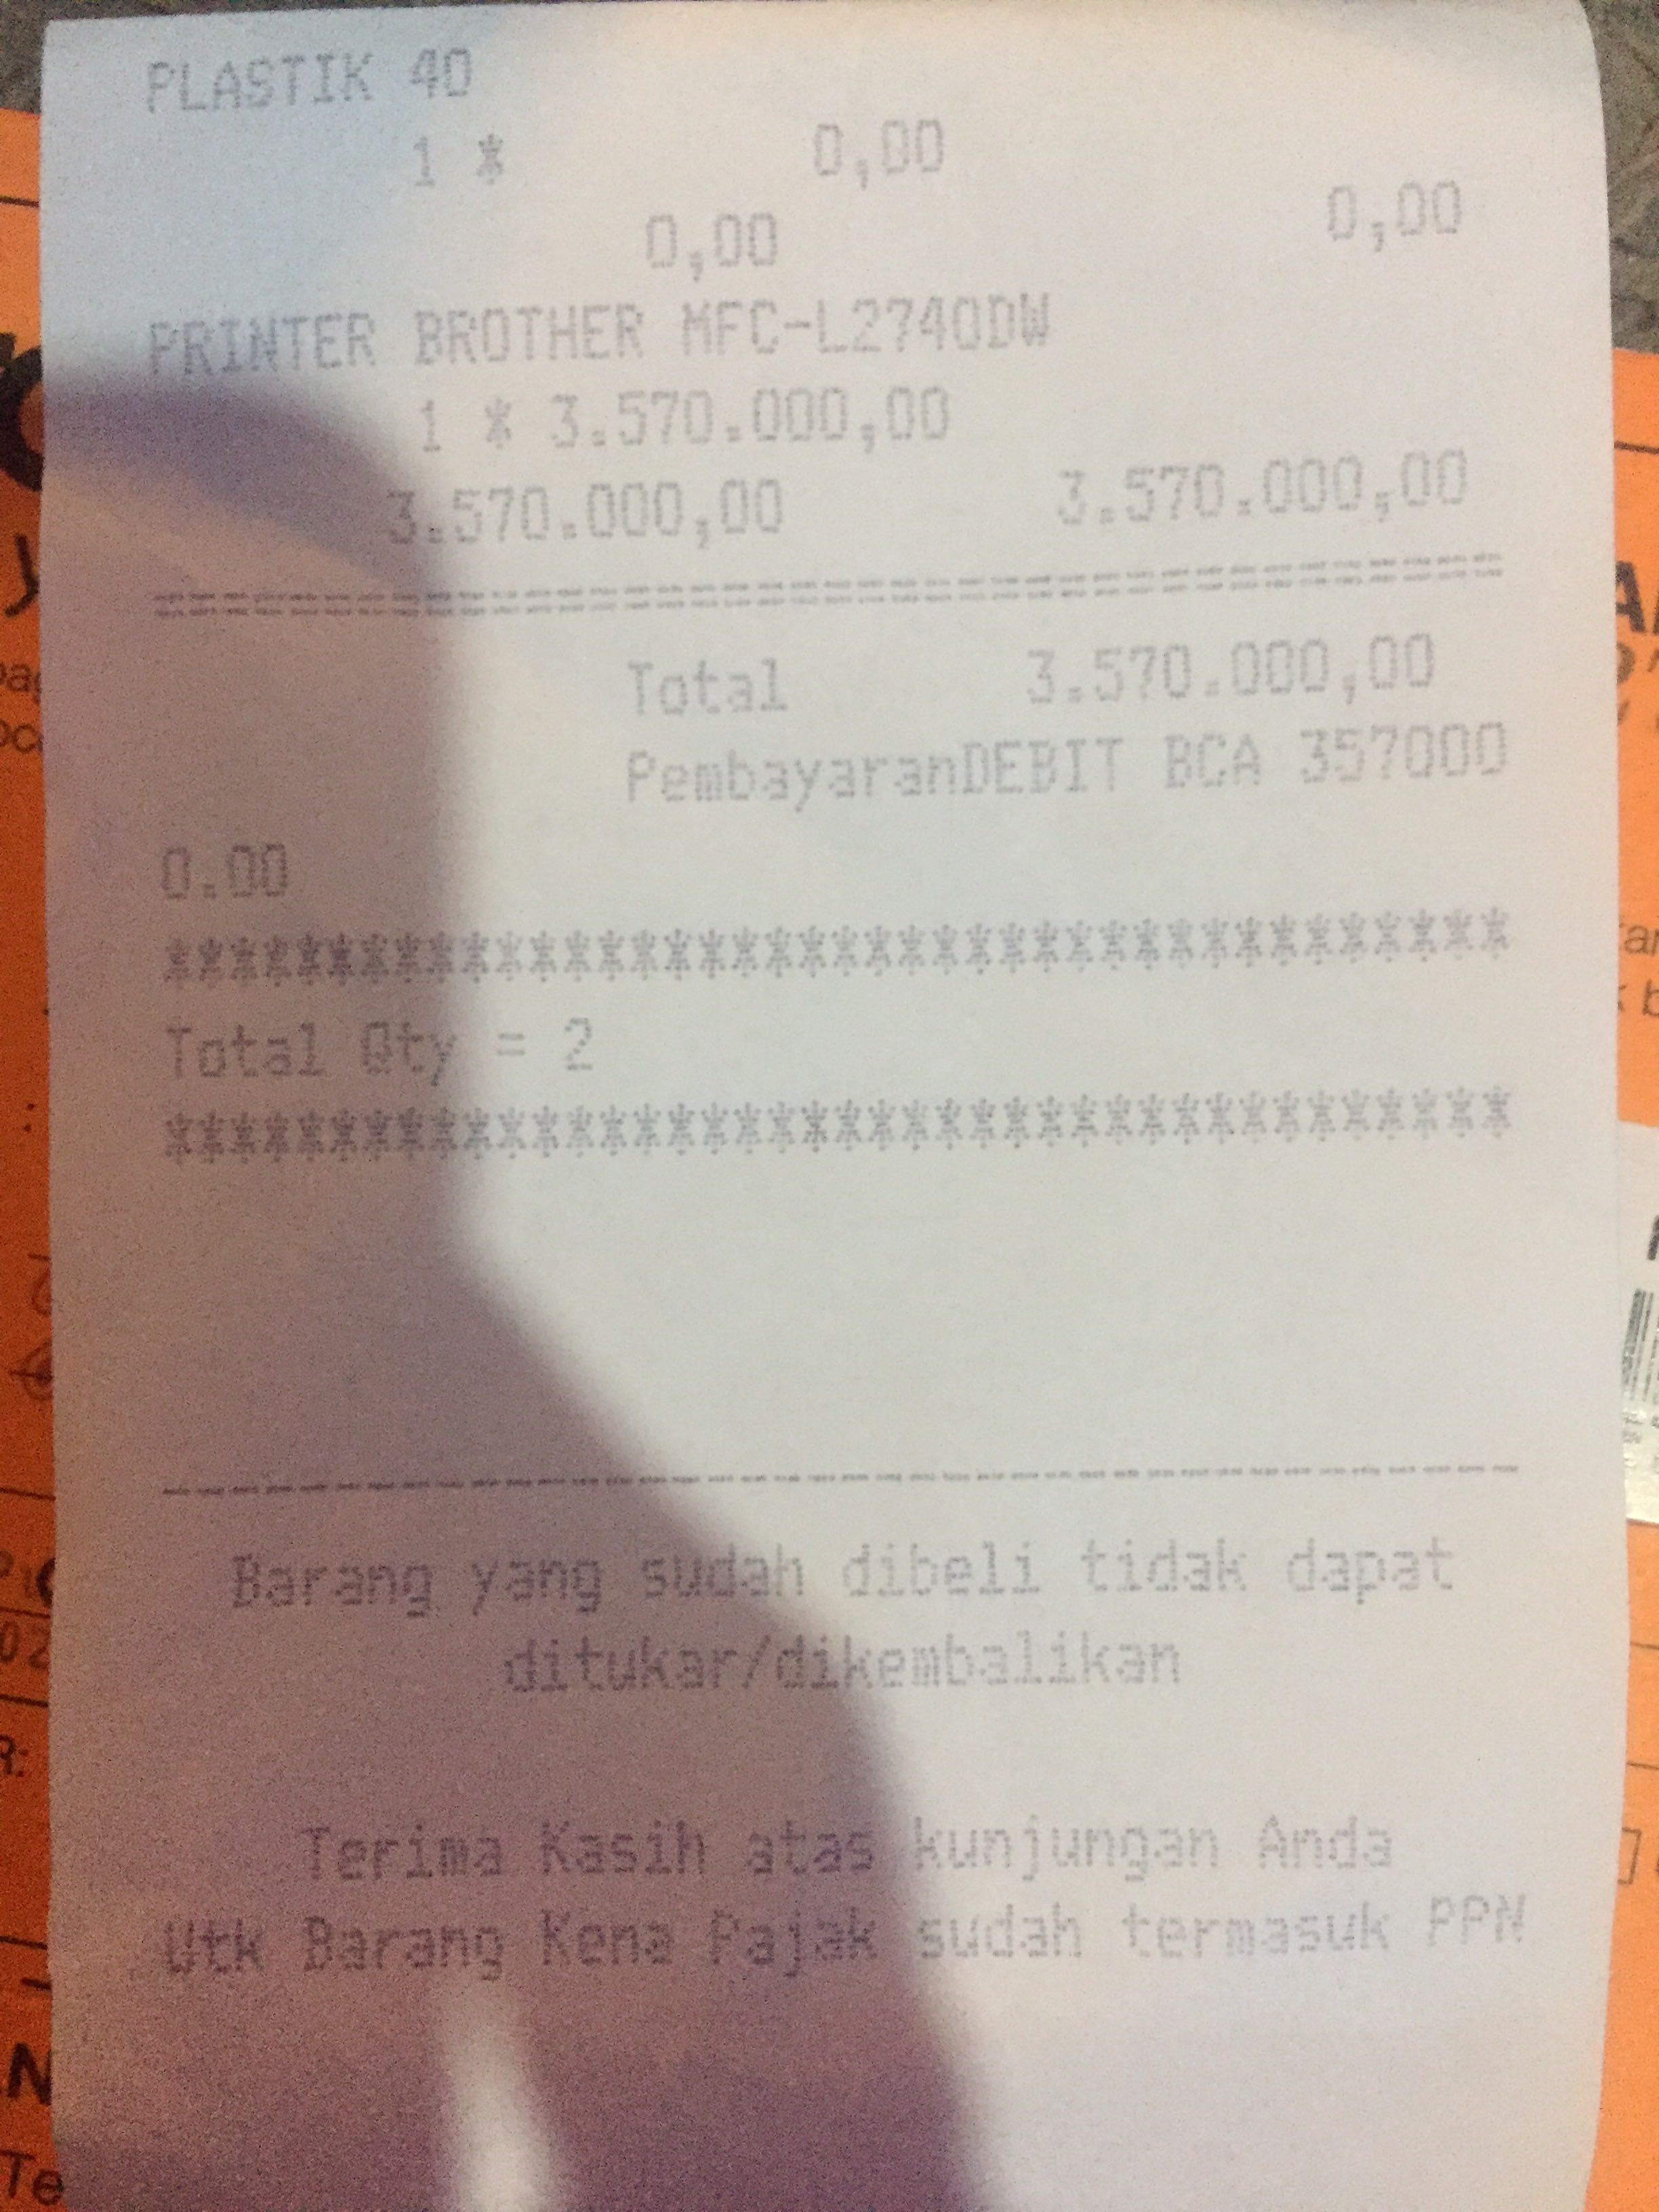 PLASTIK 40
1 * 0,00
0,00 0,00
PRINTER BROTHER MFC-L2740DW
1 * 3.570.000,00
3.570.000,00 3.570.000,00
Total 3.570.000,00
PembayaranDEBIT BCA 357000
0.00
****************************************
Total Qty = 2
****************************************
Barang yang sudah dibeli tidak dapat
ditukar/dikembalikan
Terima Kasih atas kunjungan Anda
Utk Barang Kena Pajak sudah termasuk PPN